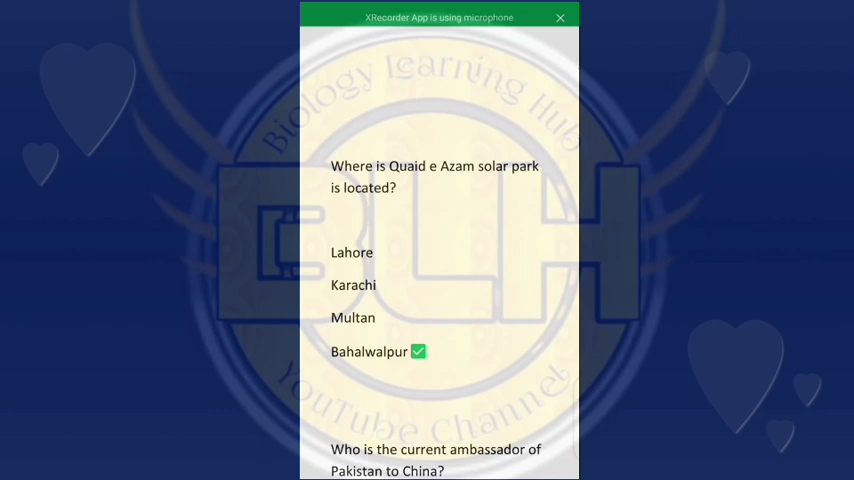 XRecorder App is using microphone
Biology Learning Hub
Where is Quaid e Azam solar park
is located?
BLH
Lahore
Karachi
Multan
Bahalwalpur
YouTube Channel
Who is the current ambassador of
Pakistan to China?